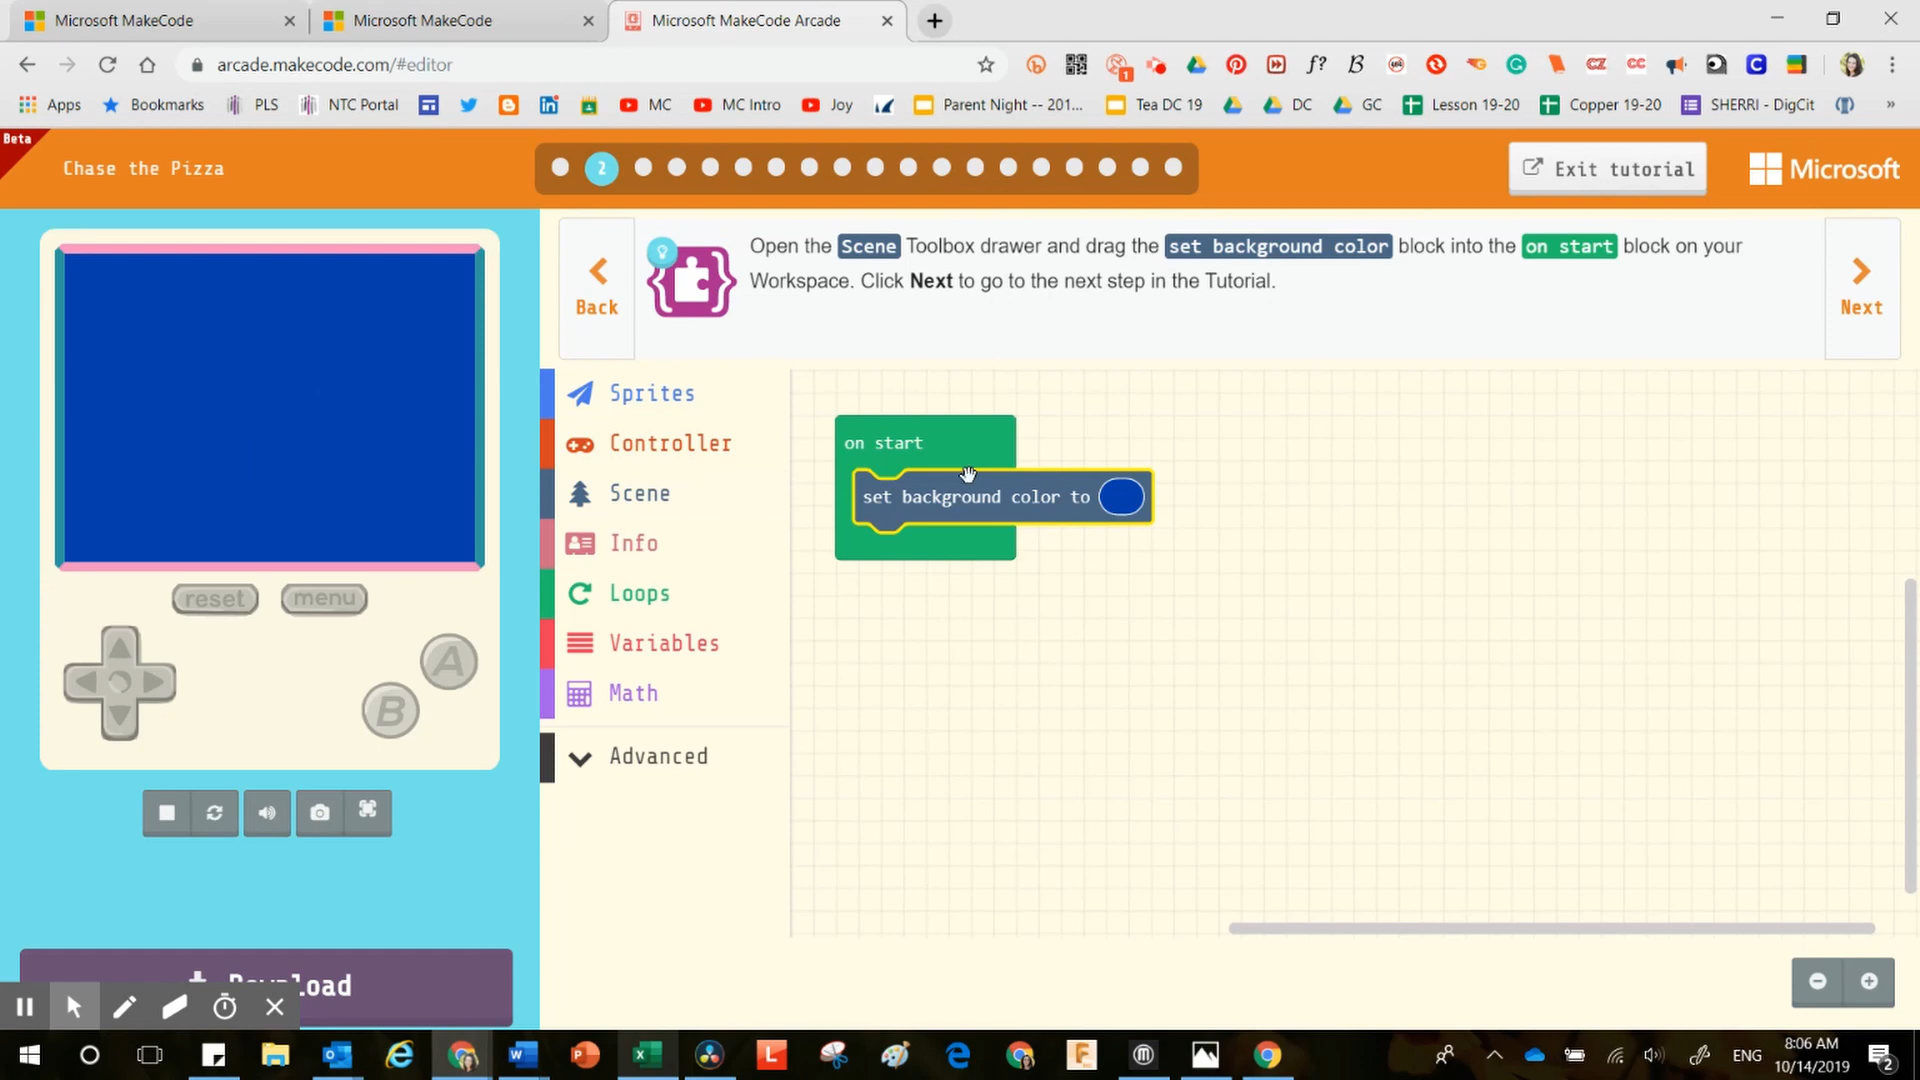 Microsoft MakeCode
Microsoft MakeCode
Microsoft MakeCode Arcade
arcade.makecode.com/#editor
Apps
Bookmarks
PLS
NTC Portal
MC
MC Intro
Joy
Parent Night -- 201...
Tea DC 19
DC
GC
Lesson 19-20
Copper 19-20
SHERRI - DigCit
Beta
Chase the Pizza
2
Exit tutorial
Microsoft
Back
Open the Scene Toolbox drawer and drag the set background color block into the on start block on your
Workspace. Click Next to go to the next step in the Tutorial.
Next
Sprites
Controller
Scene
Info
Loops
Variables
Math
Advanced
on start
set background color to
reset
menu
A
B
Download
ENG
8:06 AM
10/14/2019
2